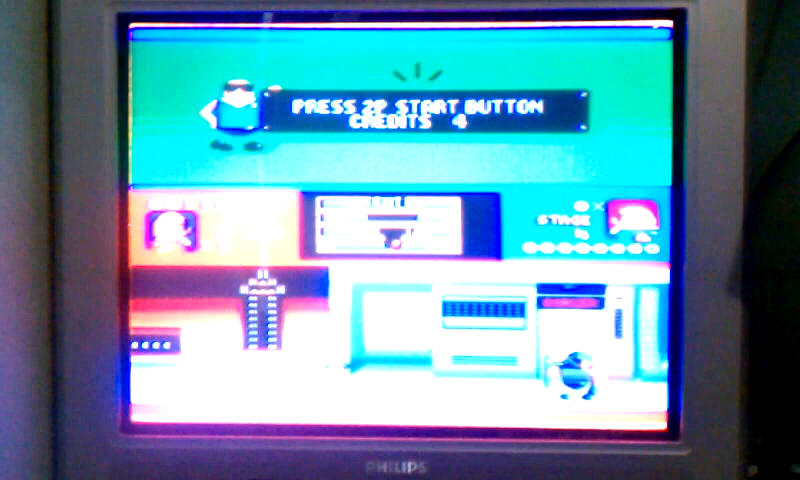 PRESS 2P START BUTTON
CREDITS 4
STAGE
PHILIPS